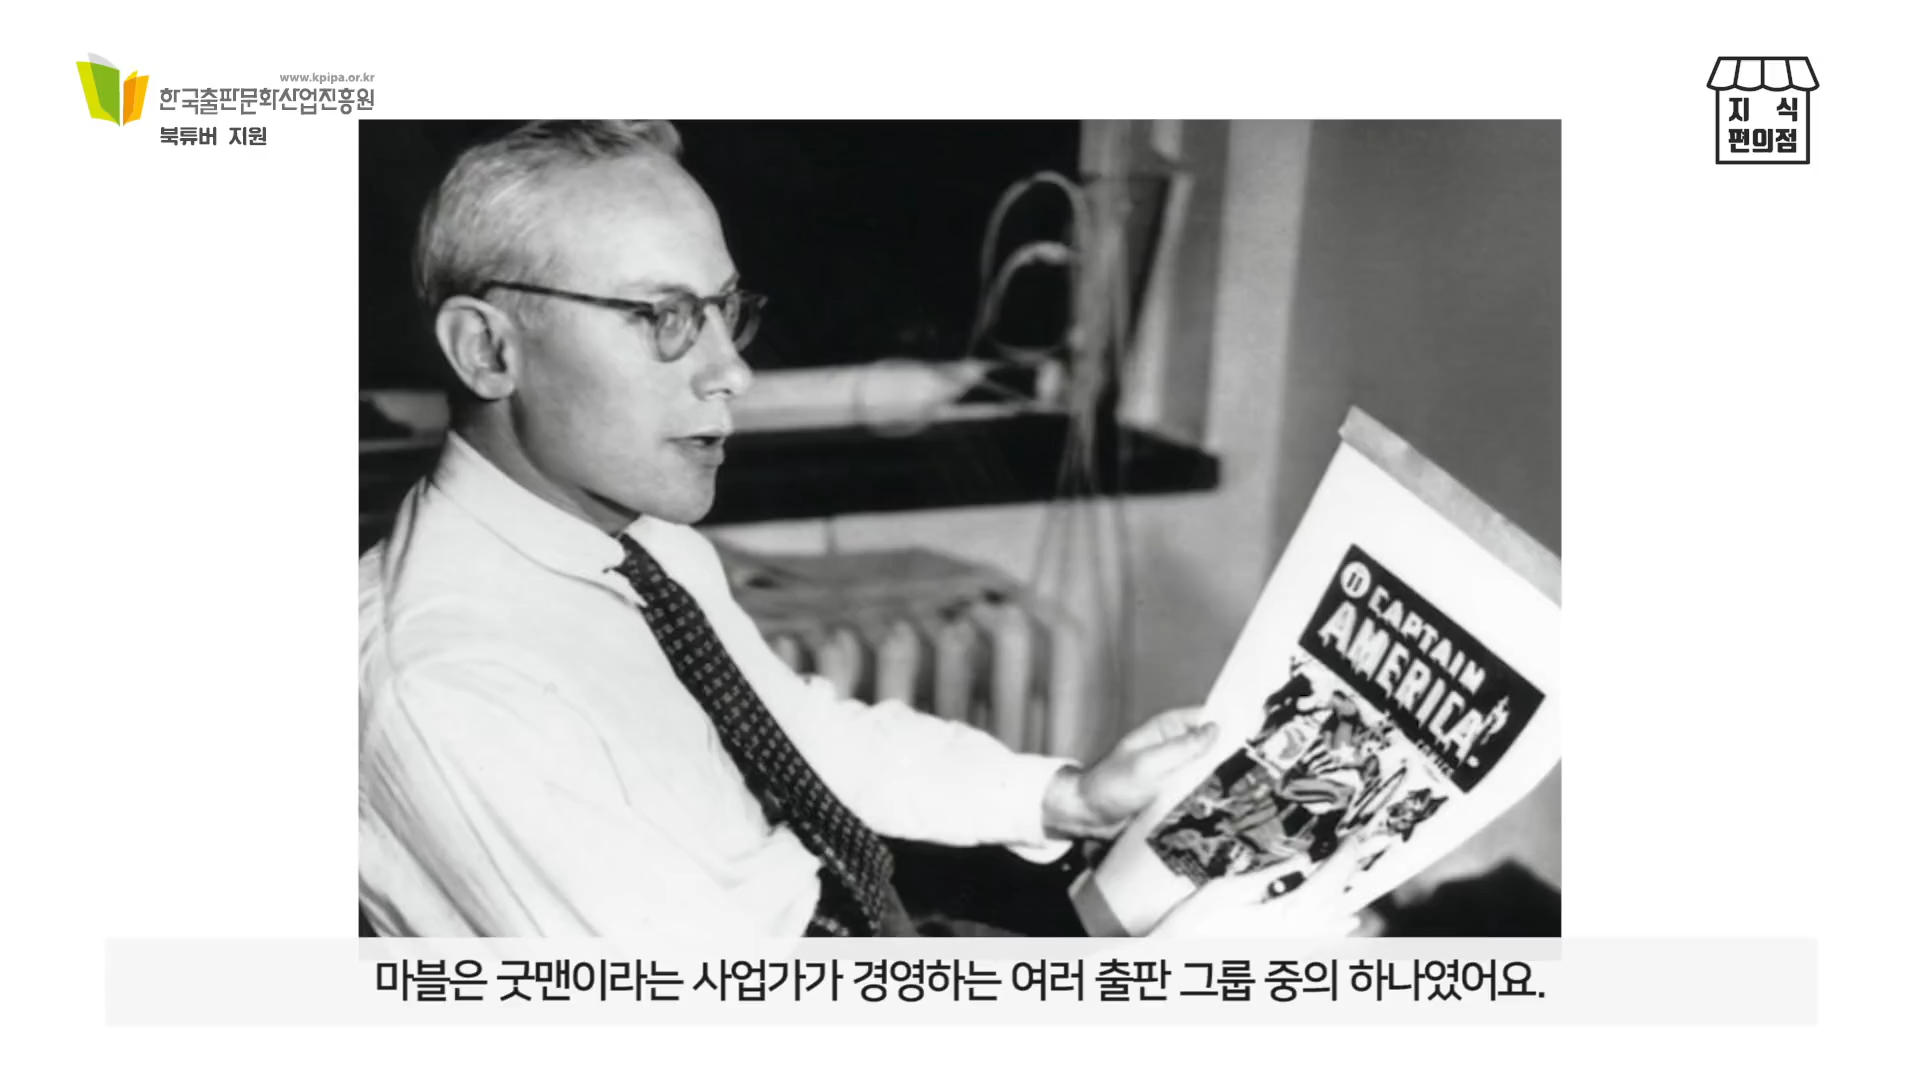 www.kpipa.or.kr
한국출판문화산업진흥원
북튜버 지원
지식
편의점
11
CAPTAIN
AMERICA
COMICS
마블은 굿맨이라는 사업가가 경영하는 여러 출판 그룹 중의 하나였어요.